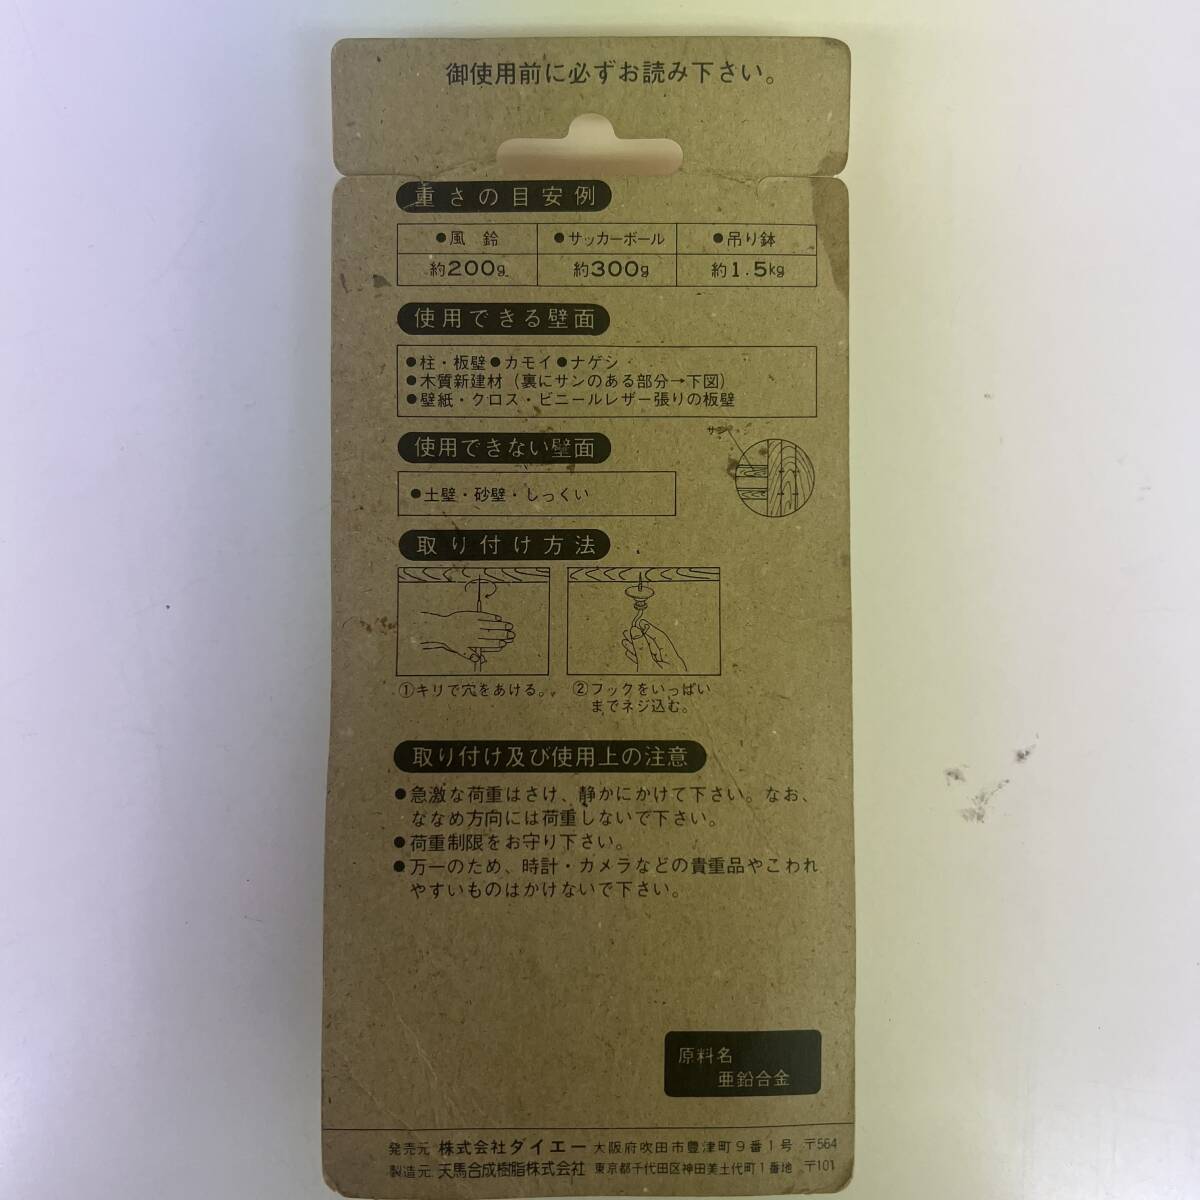 御使用前に必ずお読み下さい。
重さの目安例
●風鈴 ●サッカーボール ●吊り鉢
約200g 約300g 約1.5kg
使用できる壁面
●柱・板壁●カモイ●ナゲシ
●木質新建材（裏にサンのある部分→下図）
●壁紙・クロス・ビニールレザー張りの板壁
使用できない壁面
サン
●土壁・砂壁・しっくい
取り付け方法
①キリで穴をあける。 ②フックをいっぱい
までネジ込む。
取り付け及び使用上の注意
●急激な荷重はさけ、静かにかけて下さい。なお、
ななめ方向には荷重しないで下さい。
●荷重制限をお守り下さい。
●万一のため、時計・カメラなどの貴重品やこわれ
やすいものはかけないで下さい。
原料名
亜鉛合金
発売元 株式会社ダイエー 大阪府吹田市豊津町9番1号 〒564
製造元 天馬合成樹脂株式会社 東京都千代田区神田美土代町1番地 〒101